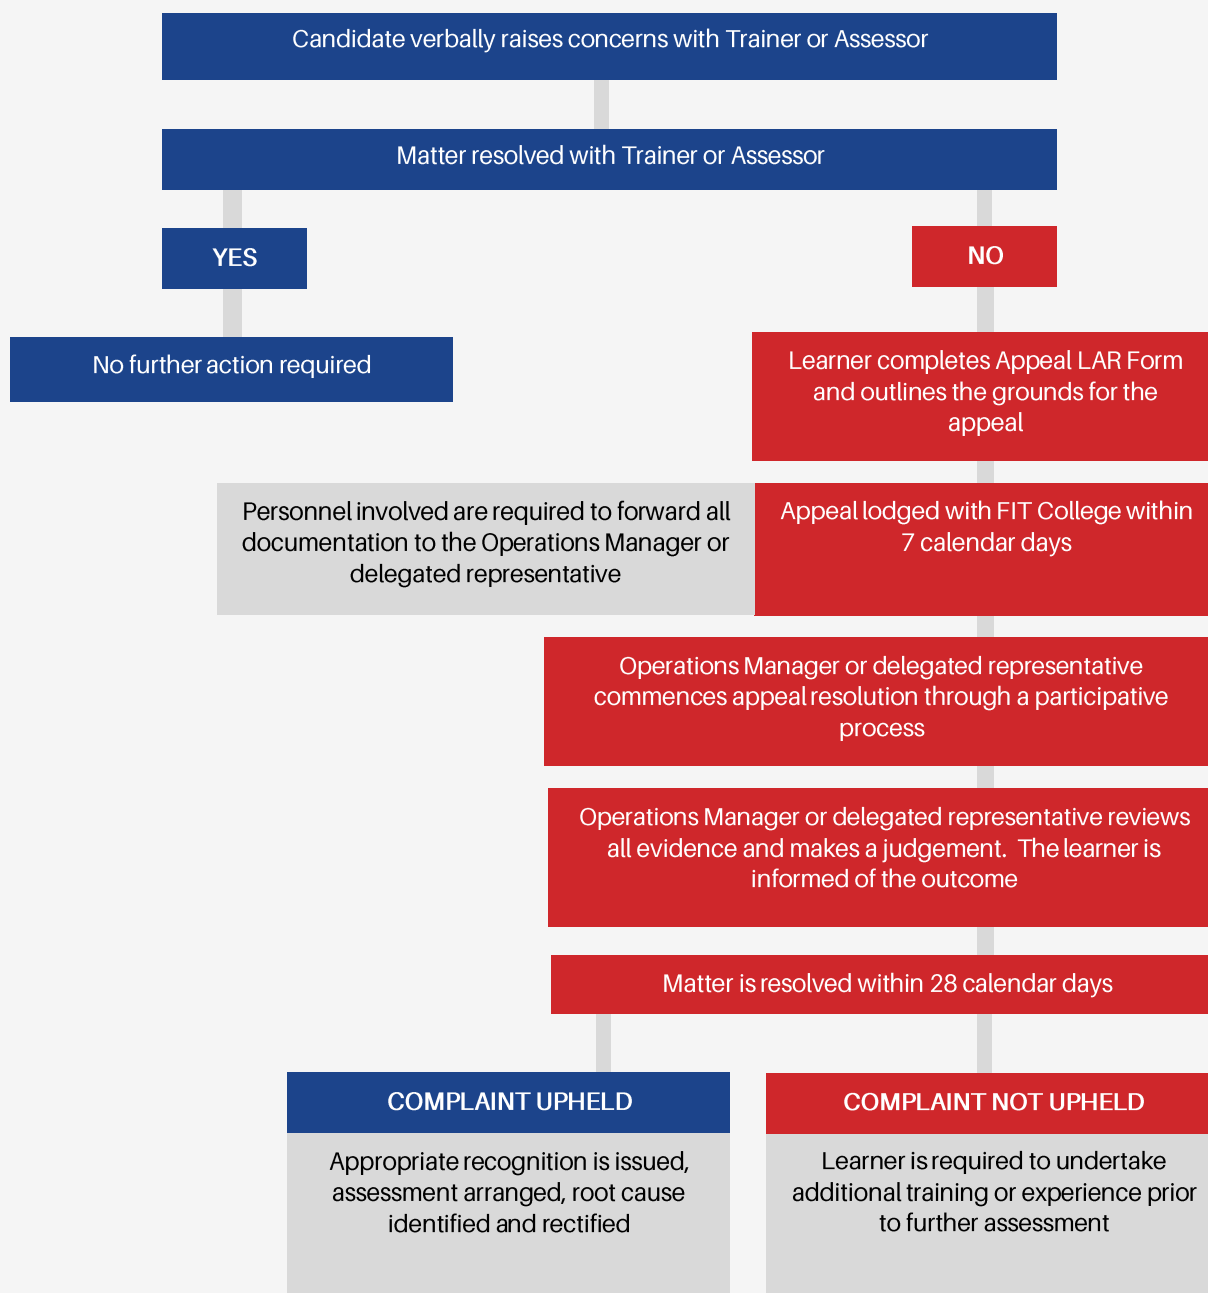 Candidate verbally raises concerns with Trainer or Assessor
Matter resolved with Trainer or Assessor
YES
NO
No further action required
Learner completes Appeal LAR Form
and outlines the grounds for the
appeal
Personnel involved are required to forward all
documentation to the Operations Manager or
delegated representative
Appeal lodged with FIT College within
7 calendar days
Operations Manager or delegated representative
commences appeal resolution through a participative
process
Operations Manager or delegated representative reviews
all evidence and makes a judgement.  The learner is
informed of the outcome
Matter is resolved within 28 calendar days
COMPLAINT UPHELD
Appropriate recognition is issued,
assessment arranged, root cause
identified and rectified
COMPLAINT NOT UPHELD
Learner is required to undertake
additional training or experience prior
to further assessment